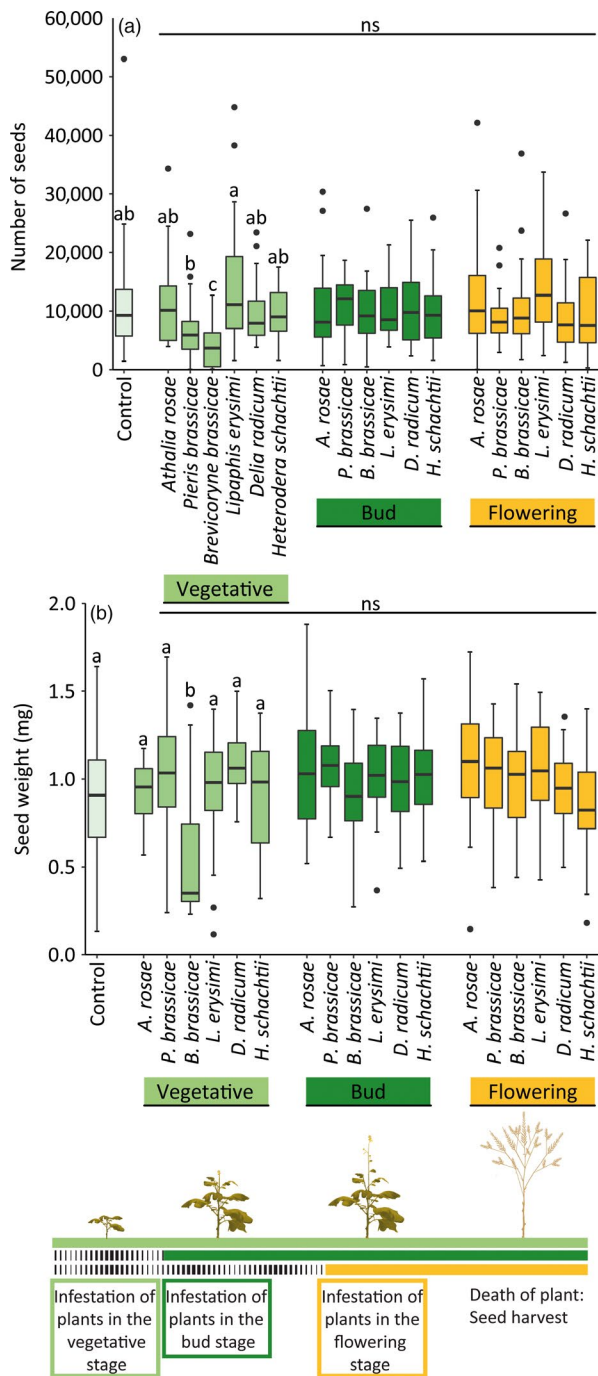 (a)
ns
Number of seeds
60,000
50,000
40,000
30,000
20,000
10,000
0
ab
ab
b
c
a
ab
ab
Control
Athalia rosae
Pieris brassicae
Brevicoryne brassicae
Lipaphis erysimi
Delia radicum
Heterodera schachtii
A. rosae
P. brassicae
B. brassicae
L. erysimi
D. radicum
H. schachtii
A. rosae
P. brassicae
B. brassicae
L. erysimi
D. radicum
H. schachtii
Vegetative
Bud
Flowering
(b)
ns
Seed weight (mg)
2.0
1.5
1.0
0.5
0.0
a
a
a
b
a
a
a
Control
A. rosae
P. brassicae
B. brassicae
L. erysimi
D. radicum
H. schachtii
A. rosae
P. brassicae
B. brassicae
L. erysimi
D. radicum
H. schachtii
A. rosae
P. brassicae
B. brassicae
L. erysimi
D. radicum
H. schachtii
Vegetative
Bud
Flowering
Infestation of
plants in the
vegetative
stage
Infestation of
plants in the
bud stage
Infestation of
plants in the
flowering
stage
Death of plant:
Seed harvest